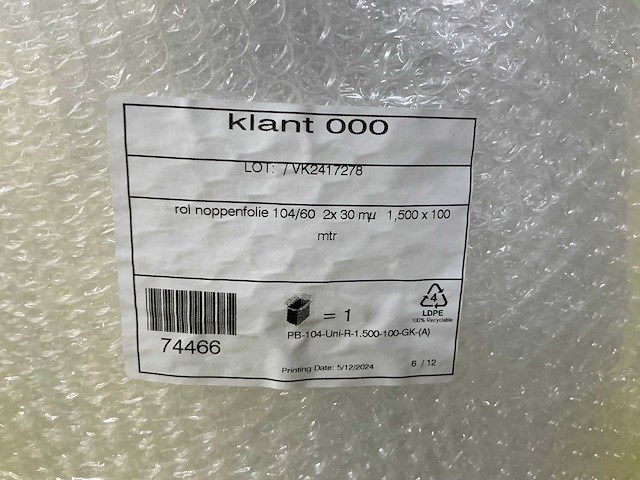 klant 000
LOT: / VK2417278
rol noppenfolie 104/60 2x 30 mµ 1,500 x 100
mtr
= 1
4
LDPE
100% Recyclable
PB-104-Uni-R-1.500-100-GK-(A)
74466
Printing Date: 5/12/2024
6 / 12